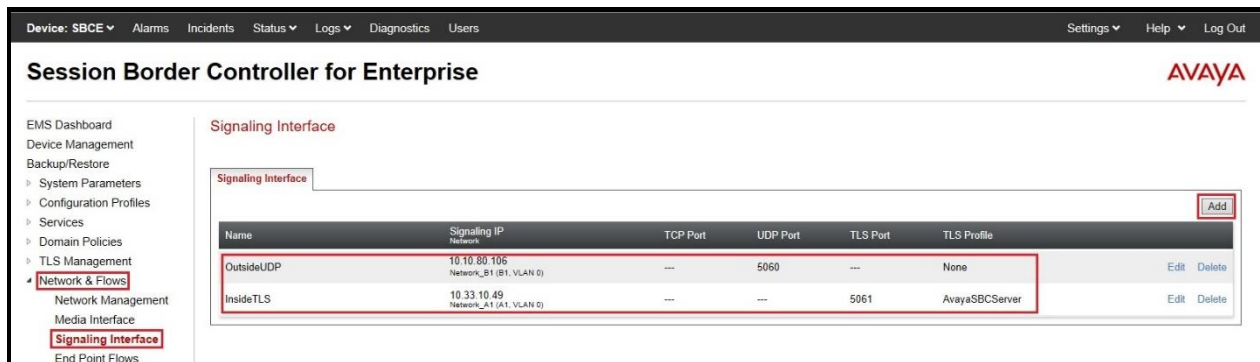 Device: SBCE Alarms Incidents Status Logs Diagnostics Users Settings Help Log Out
Session Border Controller for Enterprise
AVAYA
EMS Dashboard
Device Management
Backup/Restore
System Parameters
Configuration Profiles
Services
Domain Policies
TLS Management
Network & Flows
Network Management
Media Interface
Signaling Interface
End Point Flows
Signaling Interface
Signaling Interface
Add
Name Signaling IP Network TCP Port UDP Port TLS Port TLS Profile
OutsideUDP 10.10.80.106 Network_B1 (B1, VLAN 0) --- 5060 --- None Edit Delete
InsideTLS 10.33.10.49 Network_A1 (A1, VLAN 0) --- --- 5061 AvayaSBCServer Edit Delete